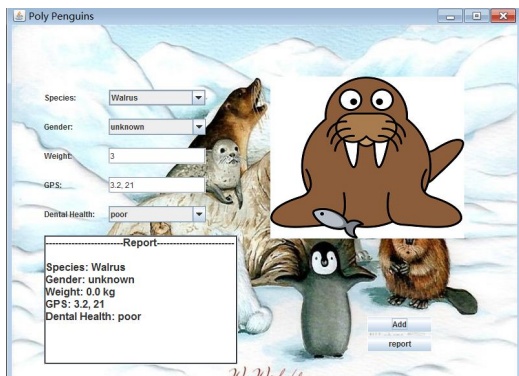 Poly Penguins
Species: Walrus
Gender: unknown
Weight: 3
GPS: 3.2, 21
Dental Health: poor
-----------------------Report-----------------------
Species: Walrus
Gender: unknown
Weight: 0.0 kg
GPS: 3.2, 21
Dental Health: poor
Add
report